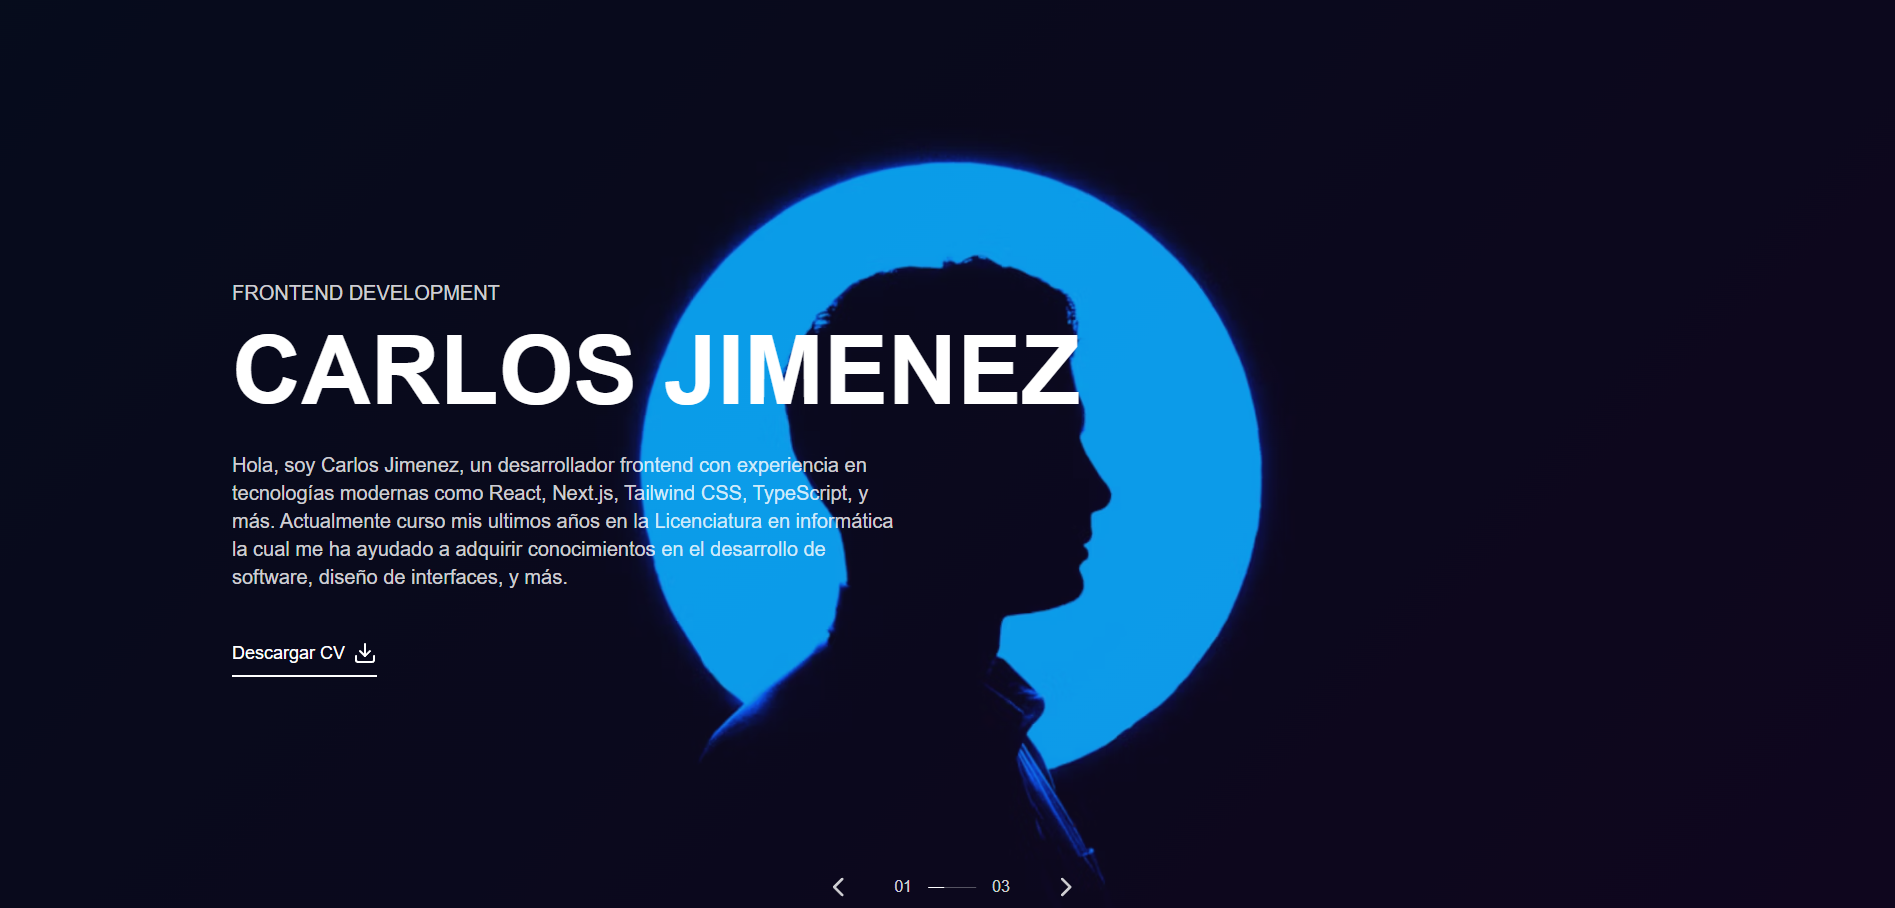 FRONTEND DEVELOPMENT
CARLOS JIMENEZ
Hola, soy Carlos Jimenez, un desarrollador frontend con experiencia en
tecnologías modernas como React, Next.js, Tailwind CSS, TypeScript, y
más. Actualmente curso mis ultimos años en la Licenciatura en informática
la cual me ha ayudado a adquirir conocimientos en el desarrollo de
software, diseño de interfaces, y más.
Descargar CV
01 03